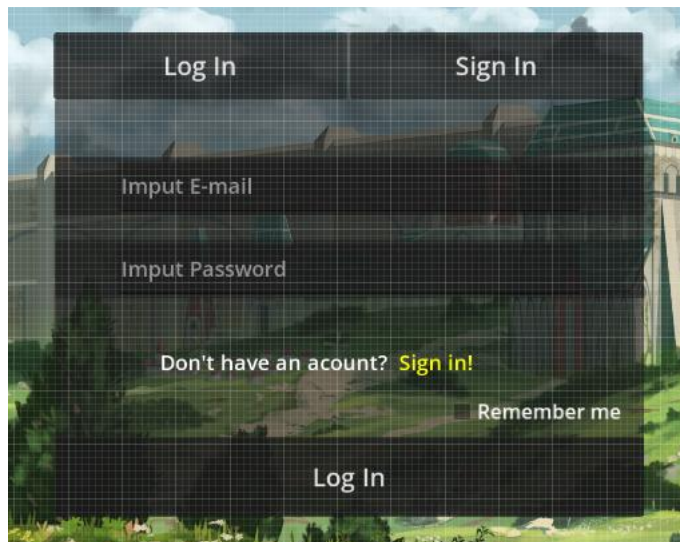 Log In Sign In
Imput E-mail
Imput Password
Don't have an acount? Sign in!
Remember me
Log In